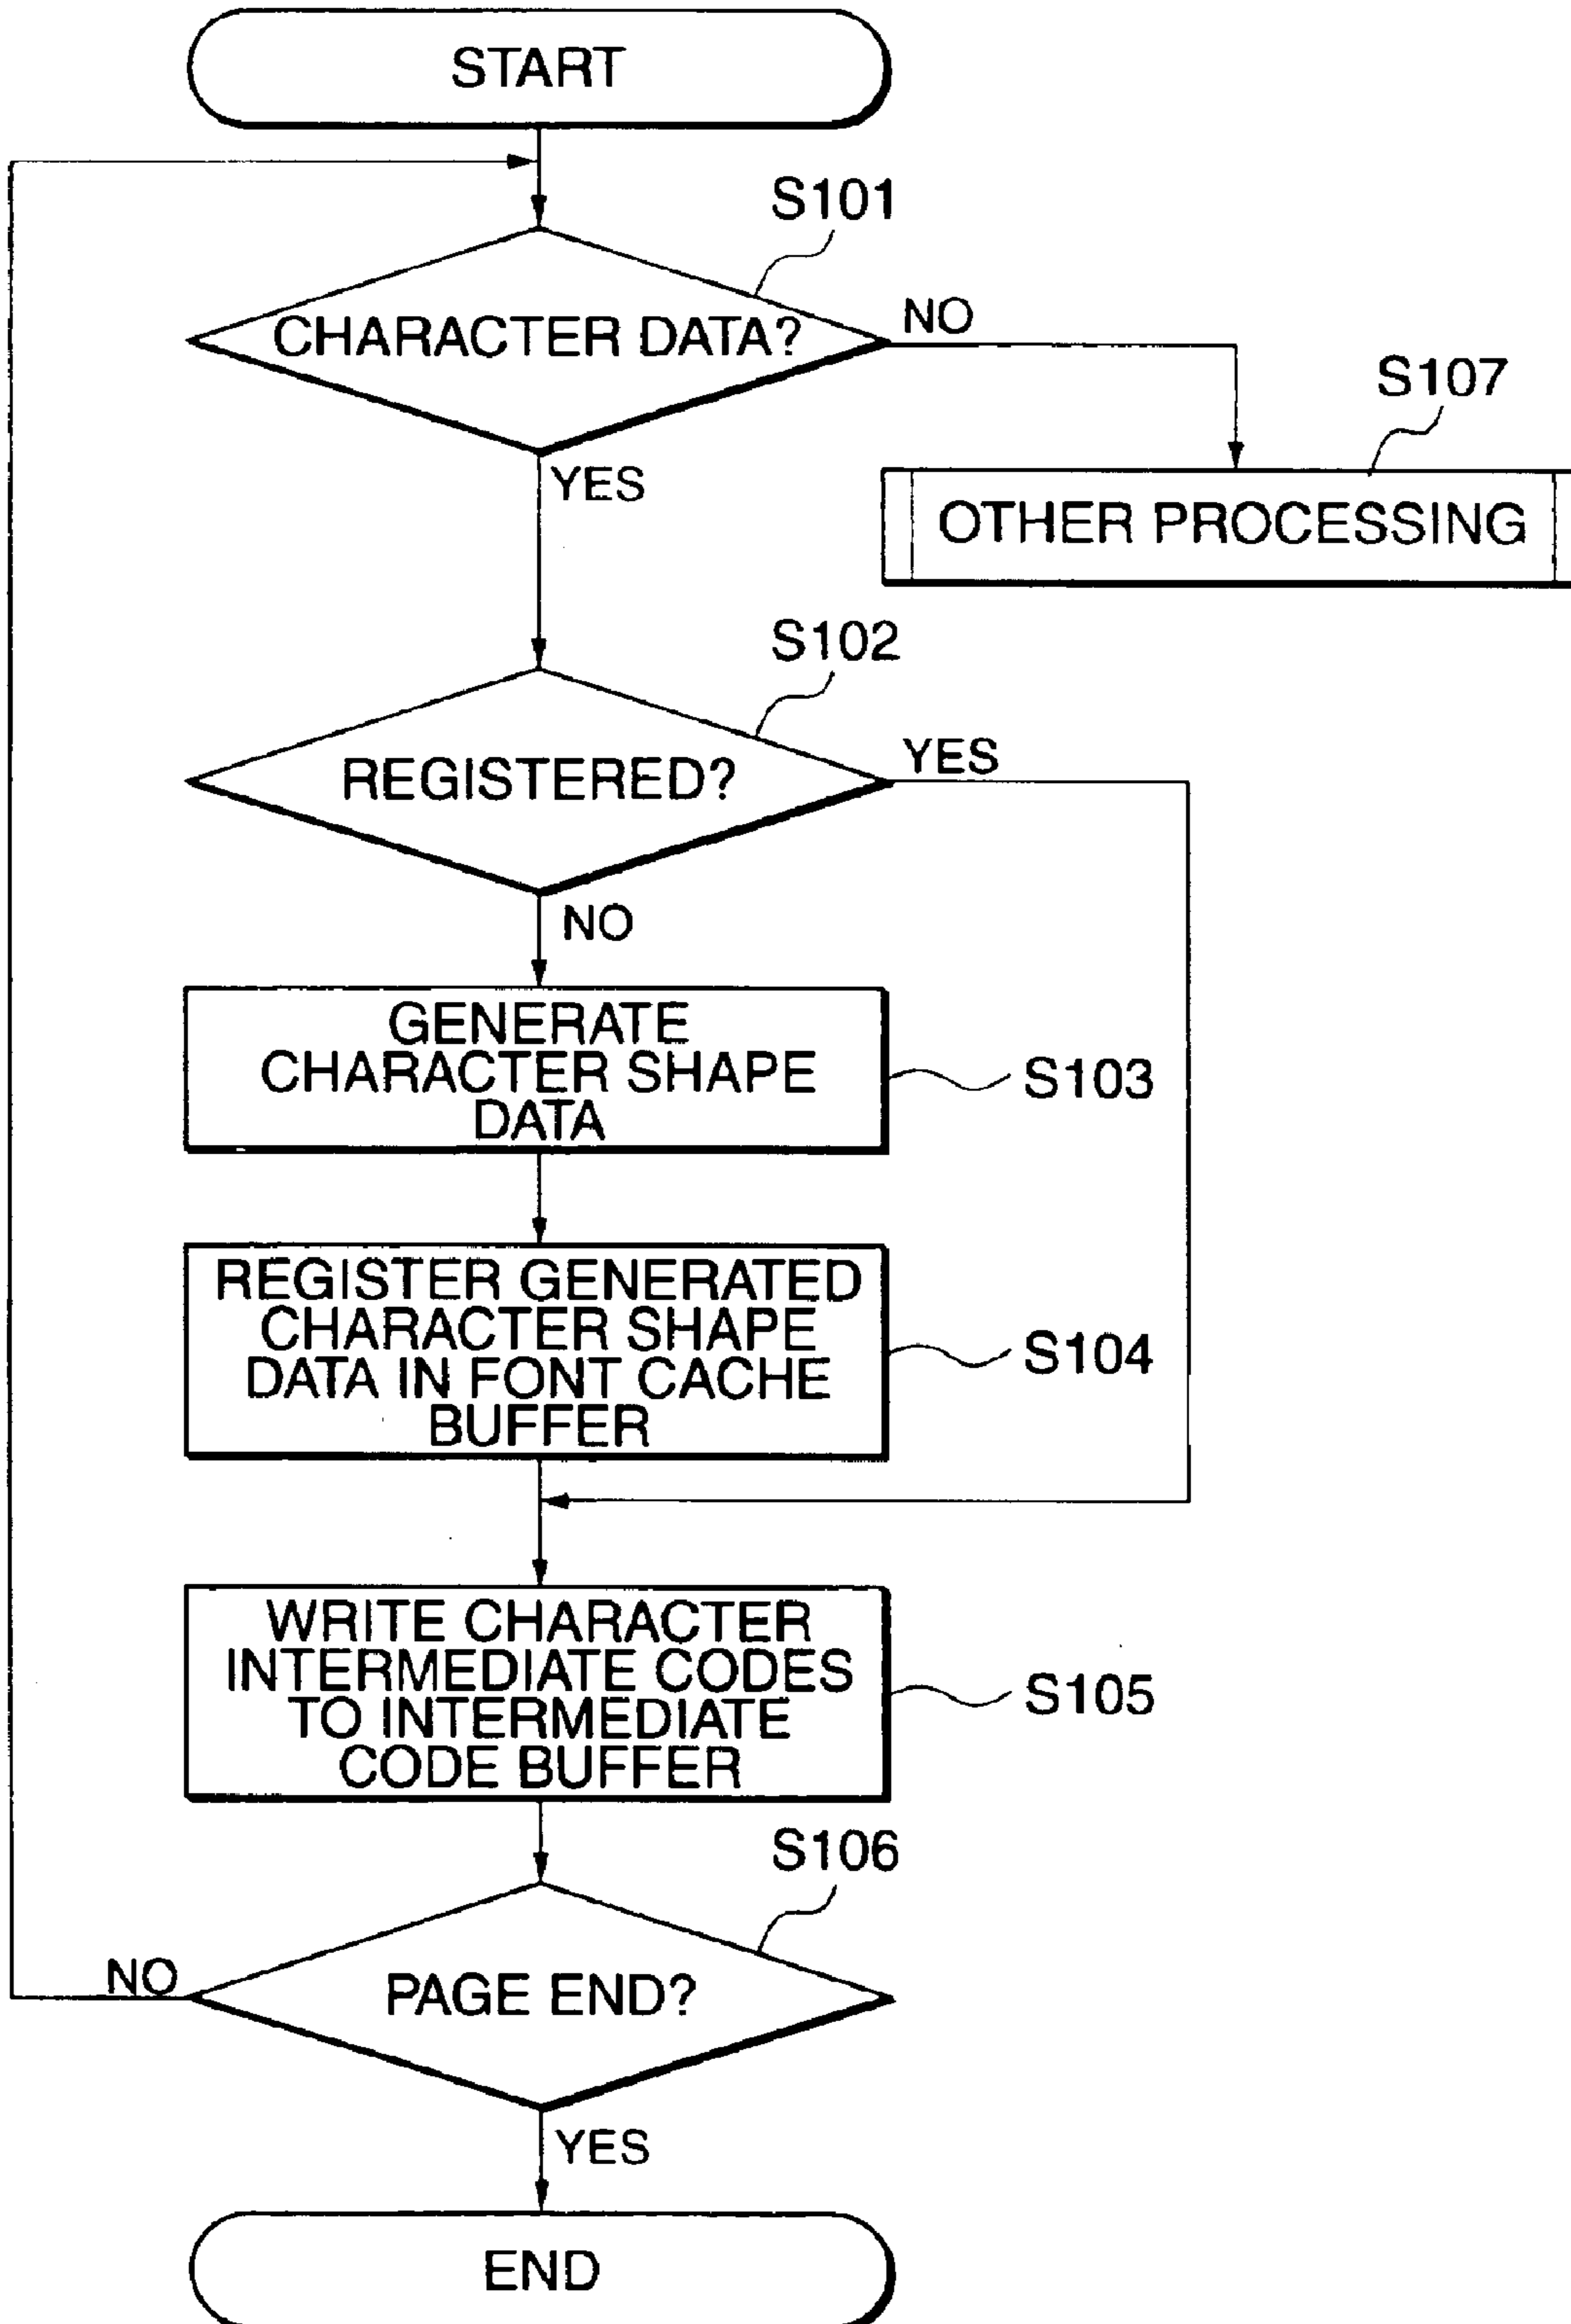 START
S101
CHARACTER DATA?
NO
S107
YES
OTHER PROCESSING
S102
REGISTERED?
YES
NO
GENERATE
CHARACTER SHAPE
DATA
S103
REGISTER GENERATED
CHARACTER SHAPE
DATA IN FONT CACHE
BUFFER
S104
WRITE CHARACTER
INTERMEDIATE CODES
TO INTERMEDIATE
CODE BUFFER
S105
S106
NO
PAGE END?
YES
END